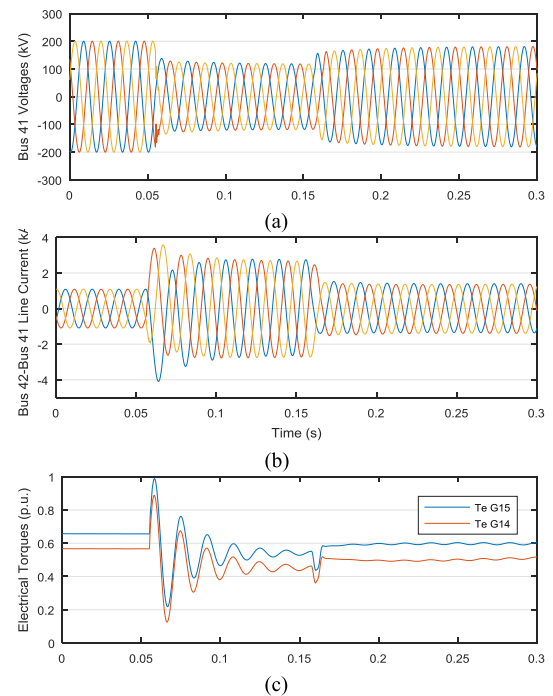 300
200
100
0
-100
-200
-300
Bus 41 Voltages (kV)
0 0.05 0.1 0.15 0.2 0.25 0.3
(a)
4
2
0
-2
-4
Bus 42-Bus 41 Line Current (kA
0 0.05 0.1 0.15 0.2 0.25 0.3
Time (s)
(b)
1
0.8
0.6
0.4
0.2
0
Electrical Torques (p.u.)
Te G15
Te G14
0 0.05 0.1 0.15 0.2 0.25 0.3
(c)